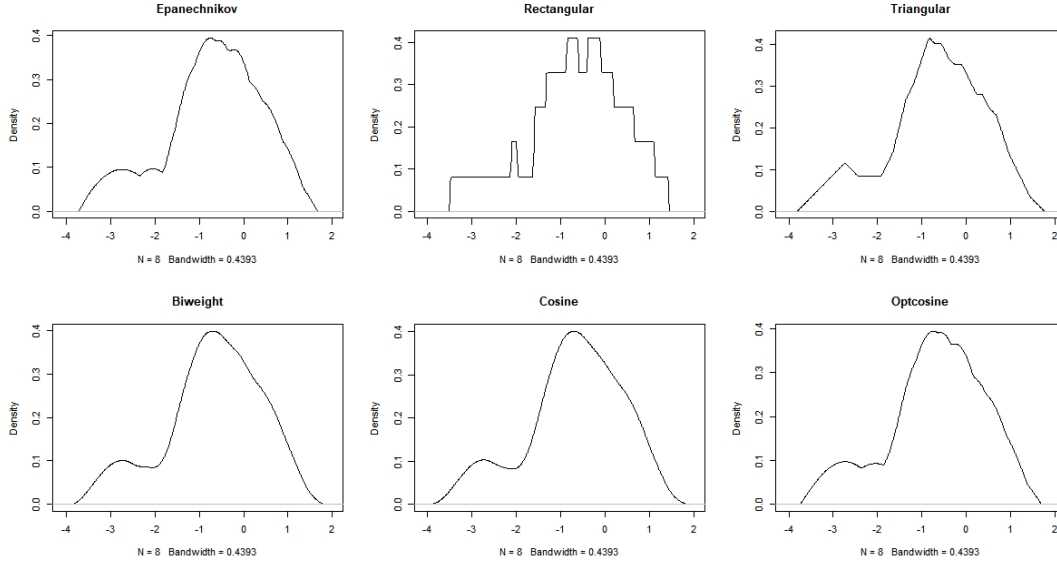 Epanechnikov
Density
0.0 0.1 0.2 0.3 0.4
-4 -3 -2 -1 0 1 2
N = 8 Bandwidth = 0.4393
Rectangular
Density
0.0 0.1 0.2 0.3 0.4
-4 -3 -2 -1 0 1 2
N = 8 Bandwidth = 0.4393
Triangular
Density
0.0 0.1 0.2 0.3 0.4
-4 -3 -2 -1 0 1 2
N = 8 Bandwidth = 0.4393
Biweight
Density
0.0 0.1 0.2 0.3 0.4
-4 -3 -2 -1 0 1 2
N = 8 Bandwidth = 0.4393
Cosine
Density
0.0 0.1 0.2 0.3 0.4
-4 -3 -2 -1 0 1 2
N = 8 Bandwidth = 0.4393
Optcosine
Density
0.0 0.1 0.2 0.3 0.4
-4 -3 -2 -1 0 1 2
N = 8 Bandwidth = 0.4393